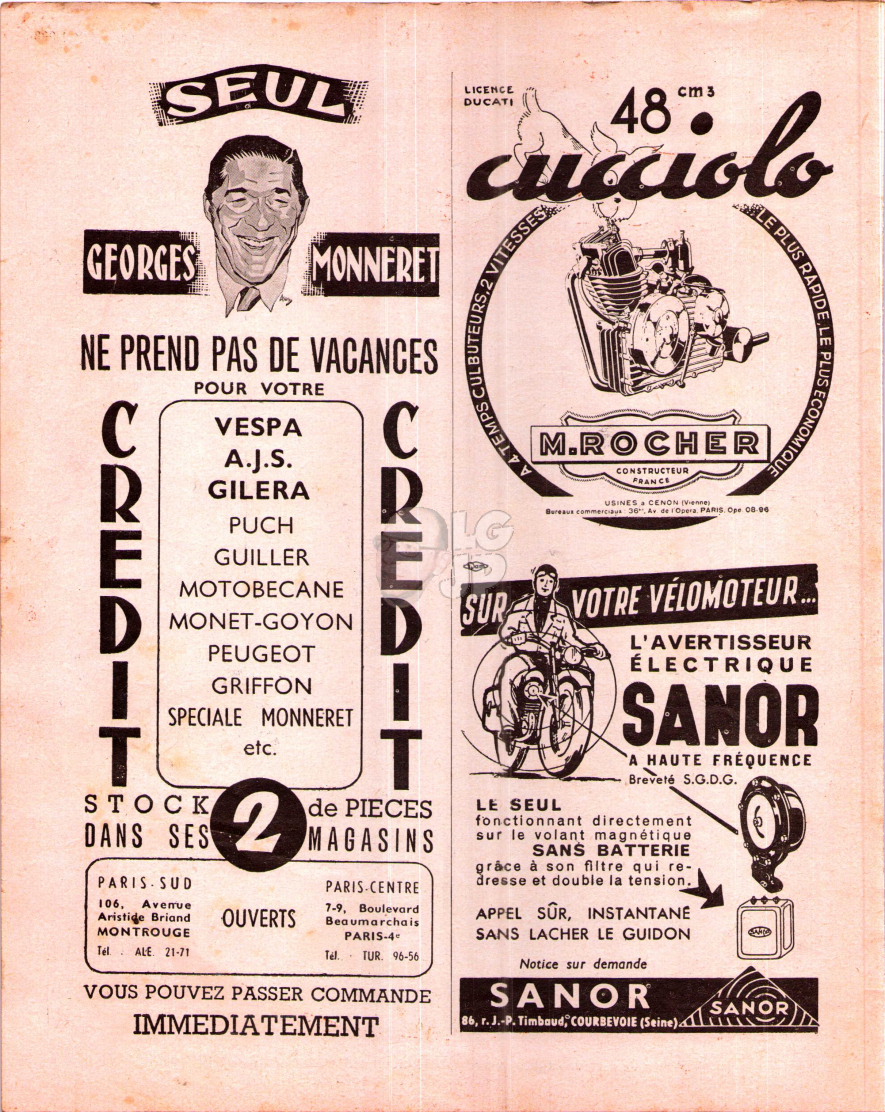 SEUL
GEORGES MONNERET
NE PREND PAS DE VACANCES
POUR VOTRE
CREDIT
VESPA
A.J.S.
GILERA
PUCH
GUILLER
MOTOBECANE
MONET-GOYON
PEUGEOT
GRIFFON
SPECIALE MONNERET
etc.
CREDIT
STOCK de PIECES
DANS SES 2 MAGASINS
PARIS-SUD
106, Avenue
Aristide Briand
MONTROUGE
Tél. : ALE. 21-71
OUVERTS
PARIS-CENTRE
7-9, Boulevard
Beaumarchais
PARIS-4e
Tél. : TUR. 96-56
VOUS POUVEZ PASSER COMMANDE
IMMEDIATEMENT
LICENCE
DUCATI
48 cm3
cucciolo
A 4 TEMPS CULBUTEURS. 2 VITESSES
LE PLUS RAPIDE. LE PLUS ECONOMIQUE
M.ROCHER
CONSTRUCTEUR
FRANCE
USINES à CENON (Vienne)
Bureaux commerciaux : 36bis, Av. de l'Opera, PARIS. Ope. 08-96
SUR VOTRE VÉLOMOTEUR...
L'AVERTISSEUR
ÉLECTRIQUE
SANOR
A HAUTE FRÉQUENCE
Breveté S.G.D.G.
LE SEUL
fonctionnant directement
sur le volant magnétique
SANS BATTERIE
grâce à son filtre qui re-
dresse et double la tension.
APPEL SÛR, INSTANTANÉ
SANS LACHER LE GUIDON
SANOR
Notice sur demande
SANOR
86, r. J.-P. Timbaud, COURBEVOIE (Seine)
SANOR
LG
JP